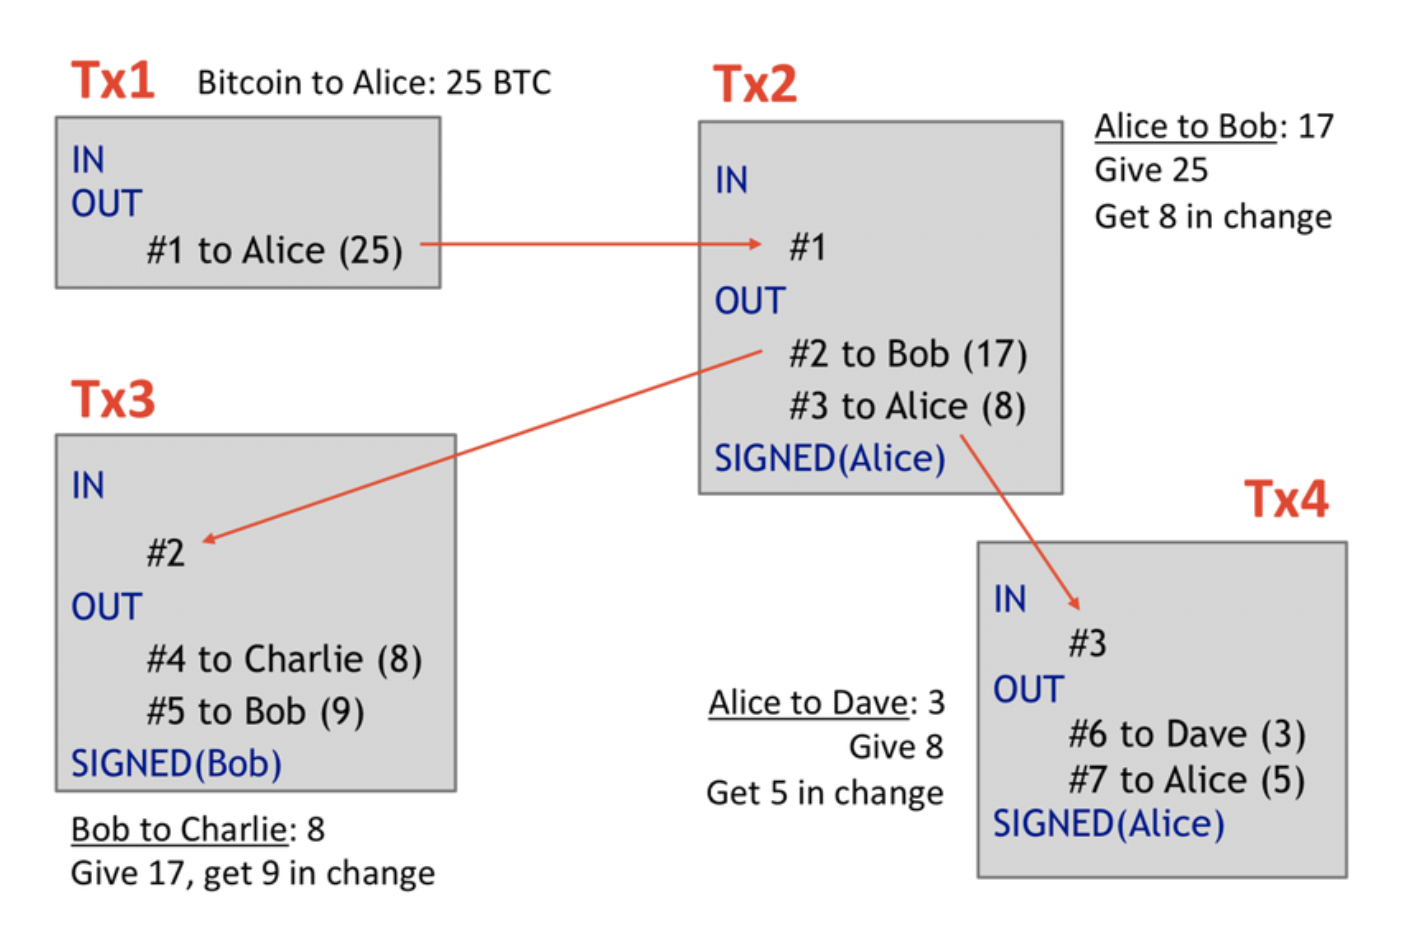 Tx1 Bitcoin to Alice: 25 BTC
IN
OUT
#1 to Alice (25)
Tx2
IN
#1
OUT
#2 to Bob (17)
#3 to Alice (8)
SIGNED(Alice)
Alice to Bob: 17
Give 25
Get 8 in change
Tx3
IN
#2
OUT
#4 to Charlie (8)
#5 to Bob (9)
SIGNED(Bob)
Bob to Charlie: 8
Give 17, get 9 in change
Tx4
IN
#3
OUT
#6 to Dave (3)
#7 to Alice (5)
SIGNED(Alice)
Alice to Dave: 3
Give 8
Get 5 in change